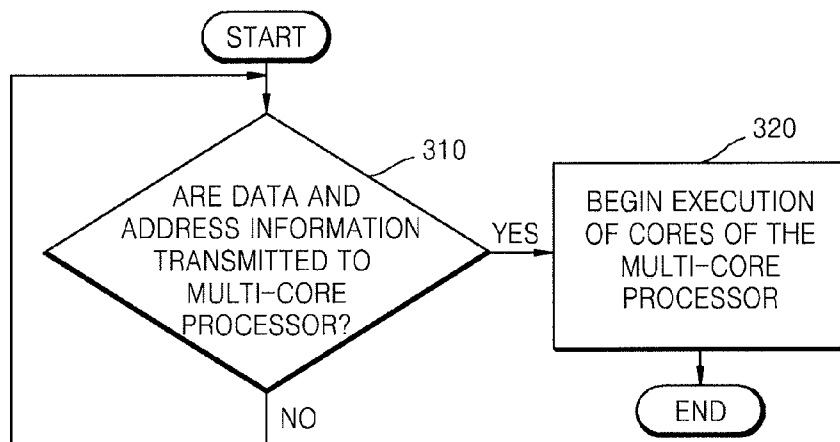 START
310
ARE DATA AND
ADDRESS INFORMATION
TRANSMITTED TO
MULTI-CORE
PROCESSOR?
YES
320
BEGIN EXECUTION
OF CORES OF THE
MULTI-CORE
PROCESSOR
NO
END